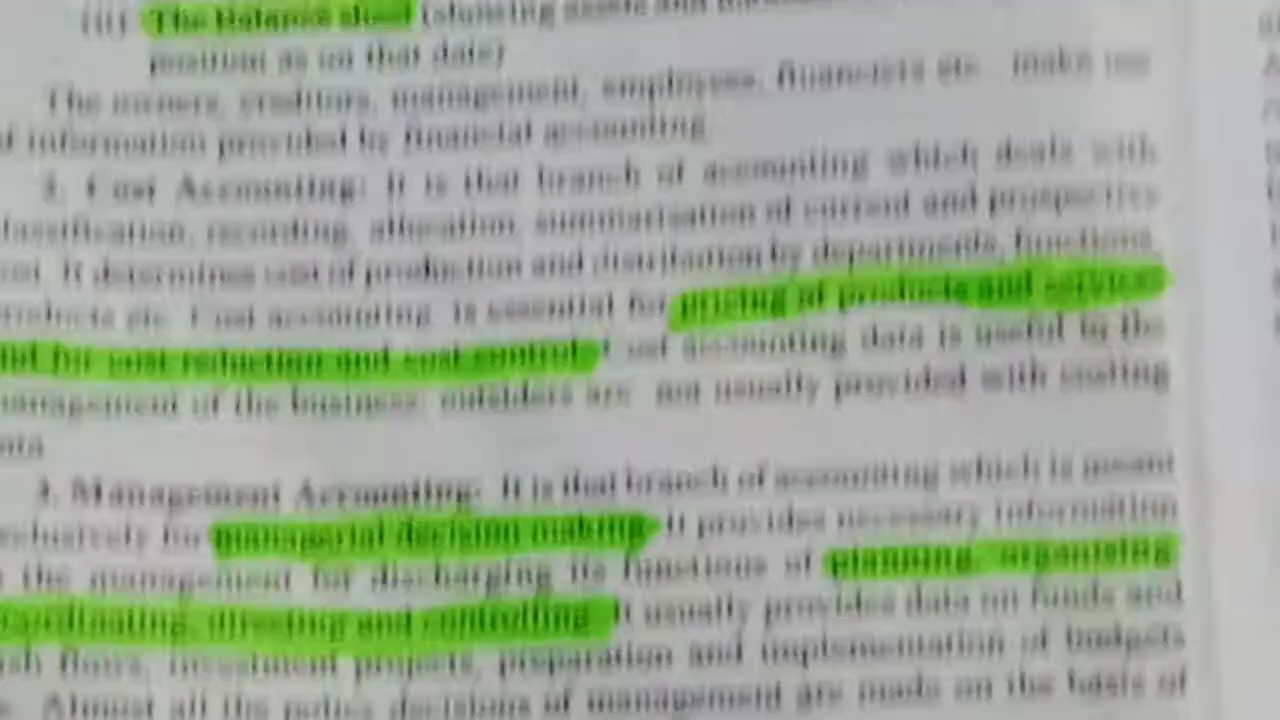 (ii) The Balance sheet (showing assets and
position as on that date)
The owners, creditors, management, employees, financiers etc. make use
of information provided by financial accounting
2. Cost Accounting: It is that branch of accounting which deals with
classification, recording, allocation, summarisation of current and prospective
cost. It determines cost of production and distribution by departments, functions,
products etc. Cost accounting is essential for pricing of products and services
and for cost reduction and cost control. Cost accounting data is useful to the
management of the business; outsiders are not usually provided with costing
data
3. Management Accounting: It is that branch of accounting which is meant
exclusively for managerial decision making. It provides necessary information
to the management for discharging its functions of planning, organising
coordinating, directing and controlling. It usually provides data on funds and
cash flows, investment projects, preparation and implementation of budgets
Almost all the policy decisions of management are made on the basis of